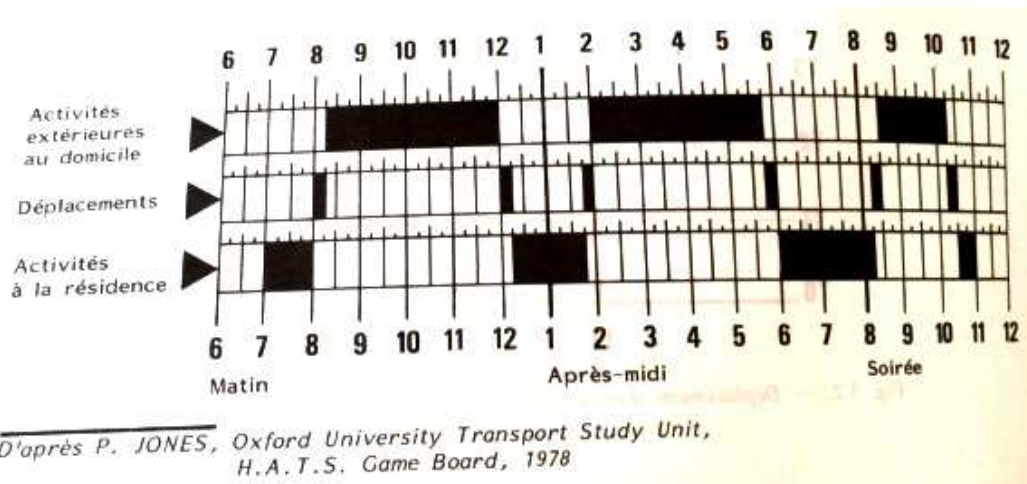 6 7 8 9 10 11 12 1 2 3 4 5 6 7 8 9 10 11 12
Activités
extérieures
au domicile
Déplacements
Activités
à la résidence
6 7 8 9 10 11 12 1 2 3 4 5 6 7 8 9 10 11 12
Matin Après-midi Soirée
D'après P. JONES, Oxford University Transport Study Unit,
H.A.T.S. Game Board, 1978